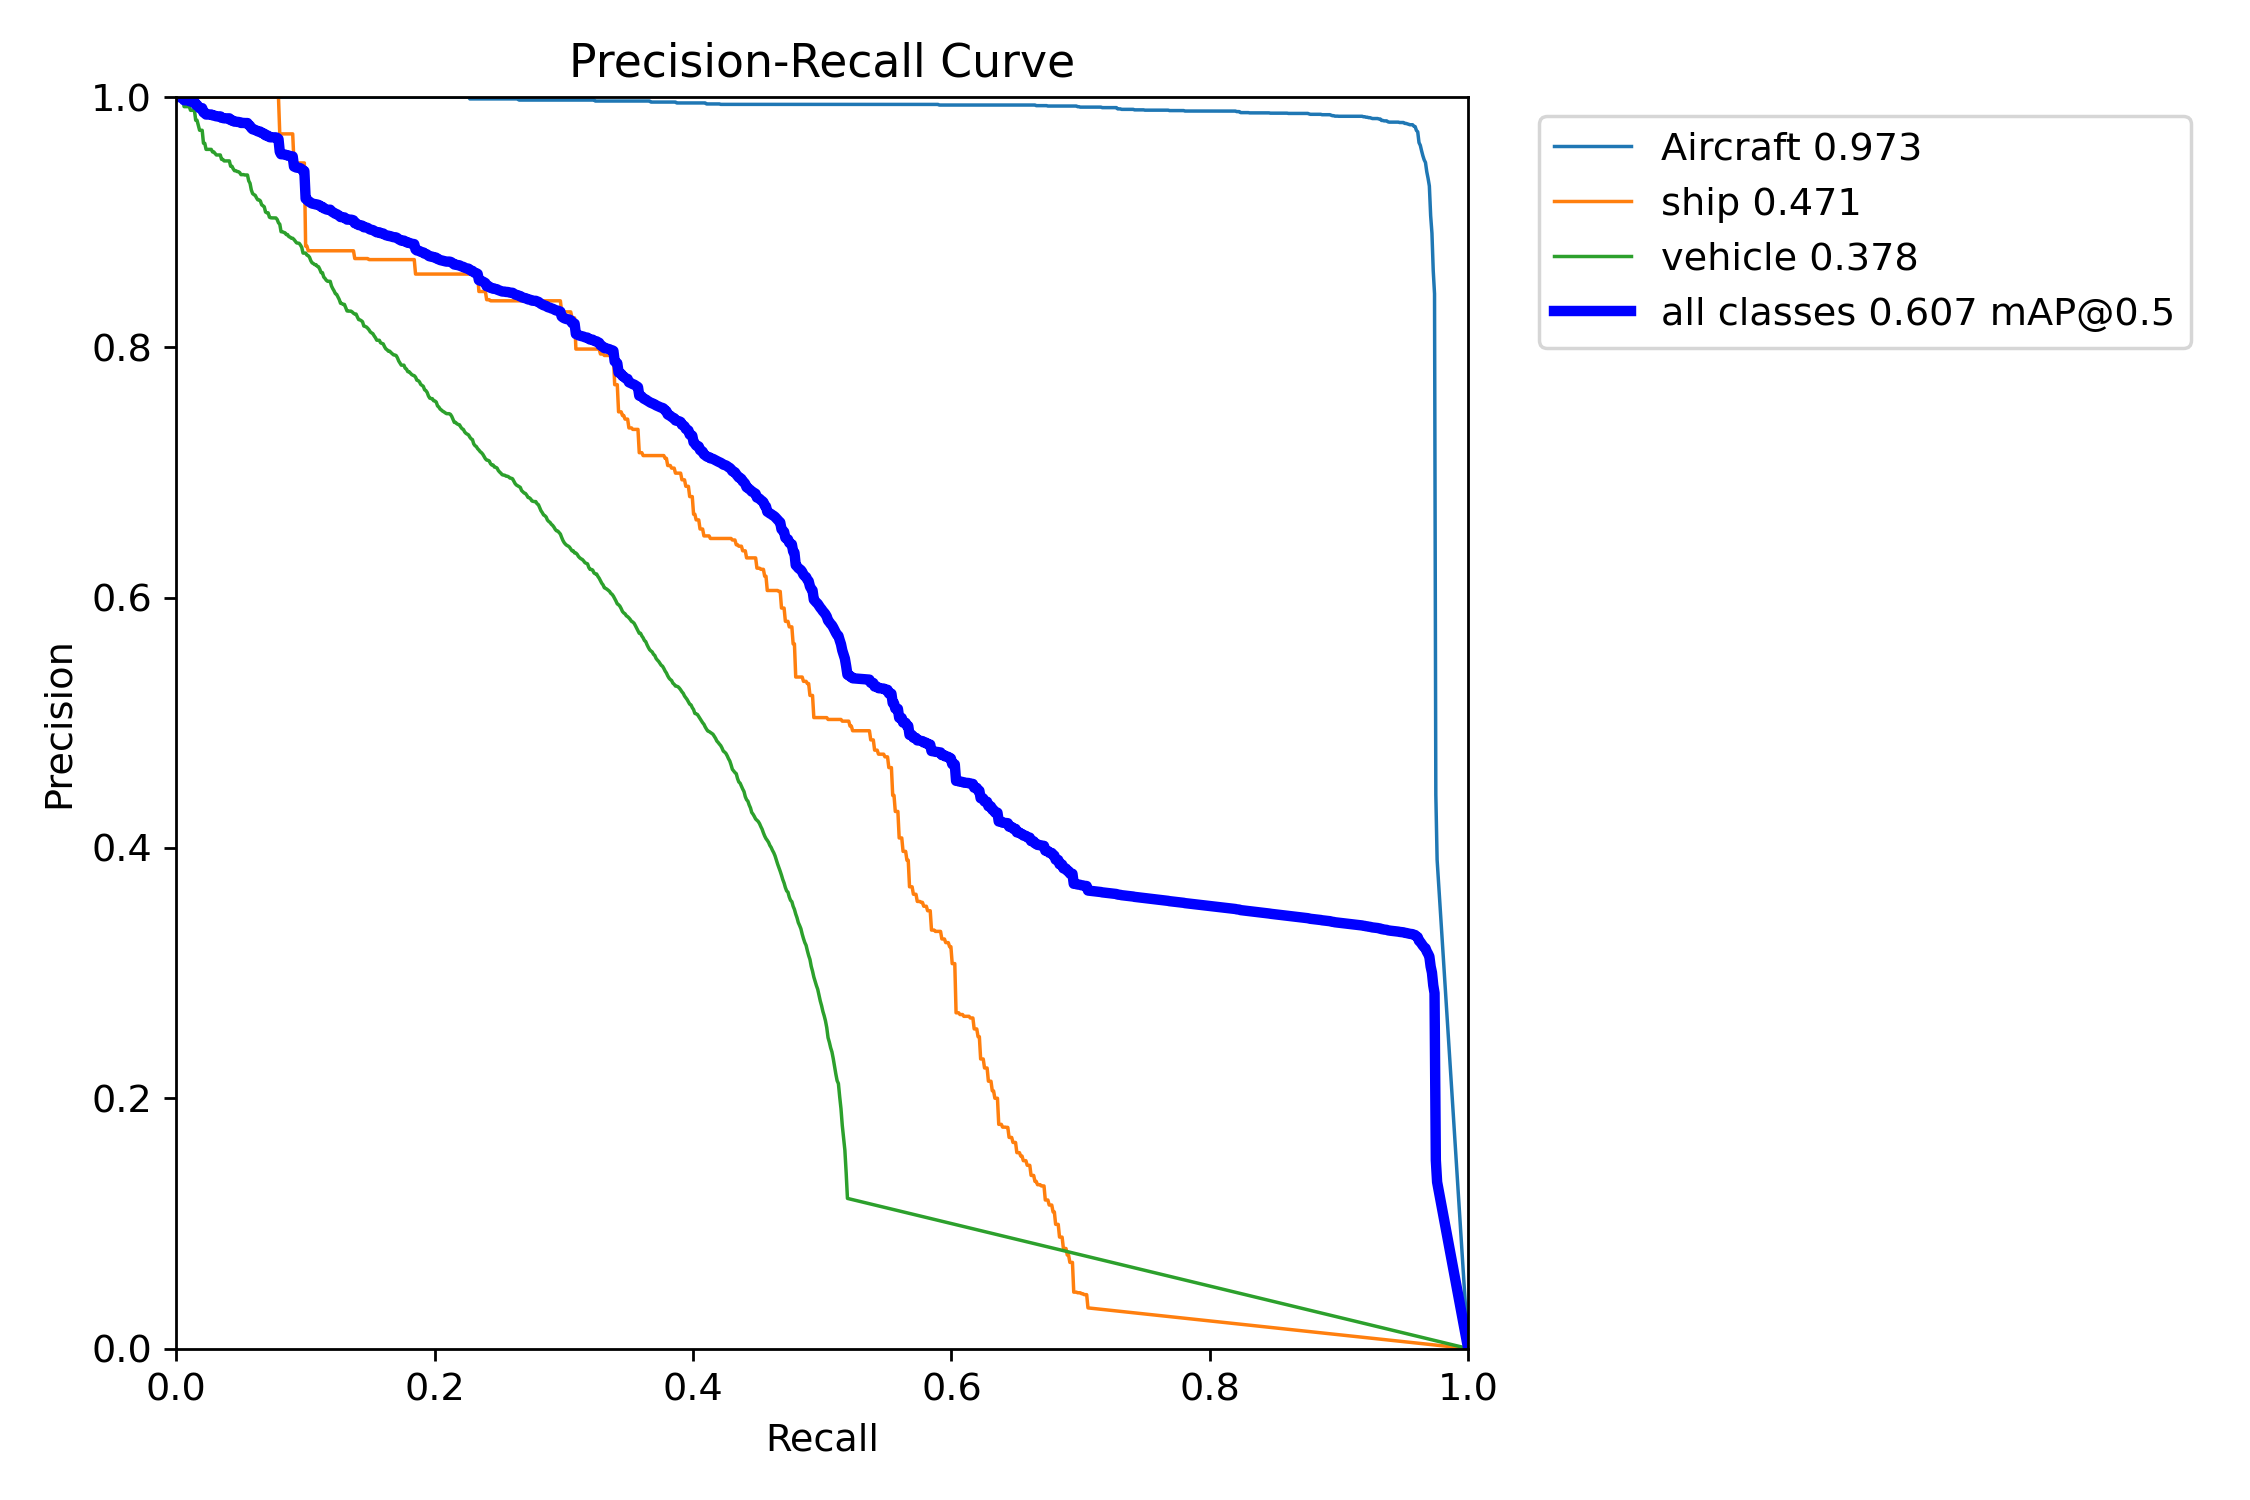 Precision-Recall Curve
1.0
0.8
0.6
0.4
0.2
0.0
Precision
0.0 0.2 0.4 0.6 0.8 1.0
Recall
Aircraft 0.973
ship 0.471
vehicle 0.378
all classes 0.607 mAP@0.5